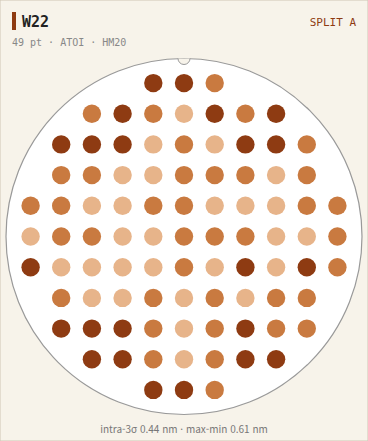 W22
SPLIT A
49 pt · ATOI · HM20
intra-3σ 0.44 nm · max-min 0.61 nm